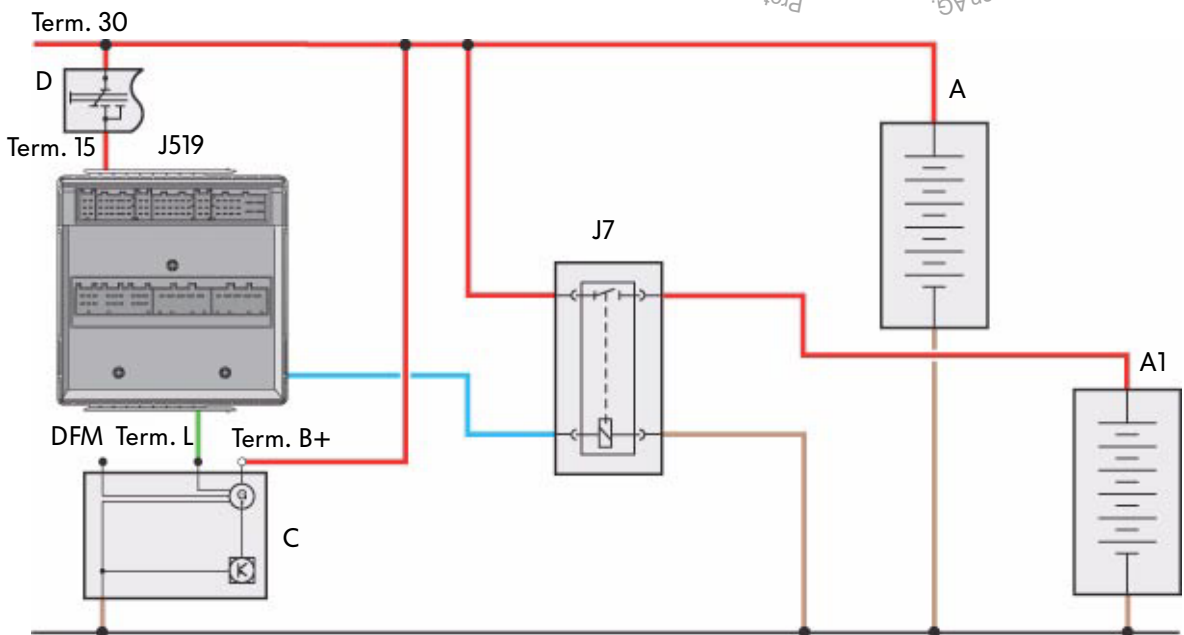 Term. 30
D
A
Term. 15
J519
J7
A1
DFM Term. L Term. B+
G
C
K